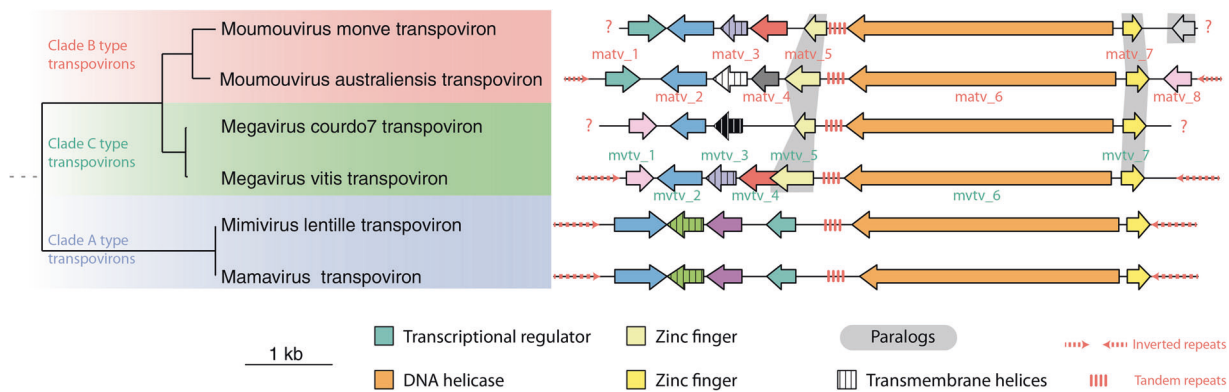 Moumouvirus monve transpoviron
? ?
Clade B type
transpovirons
matv_1 matv_3 matv_5 matv_7
Moumouvirus australiensis transpoviron
matv_2 matv_4 matv_6 matv_8
Megavirus courdo7 transpoviron
? ?
Clade C type
transpovirons
mvtv_1 mvtv_3 mvtv_5 mvtv_7
Megavirus vitis transpoviron
mvtv_2 mvtv_4 mvtv_6
Mimivirus lentille transpoviron
Clade A type
transpovirons
Mamavirus transpoviron
Transcriptional regulator Zinc finger Paralogs Inverted repeats
1 kb
DNA helicase Zinc finger Transmembrane helices Tandem repeats